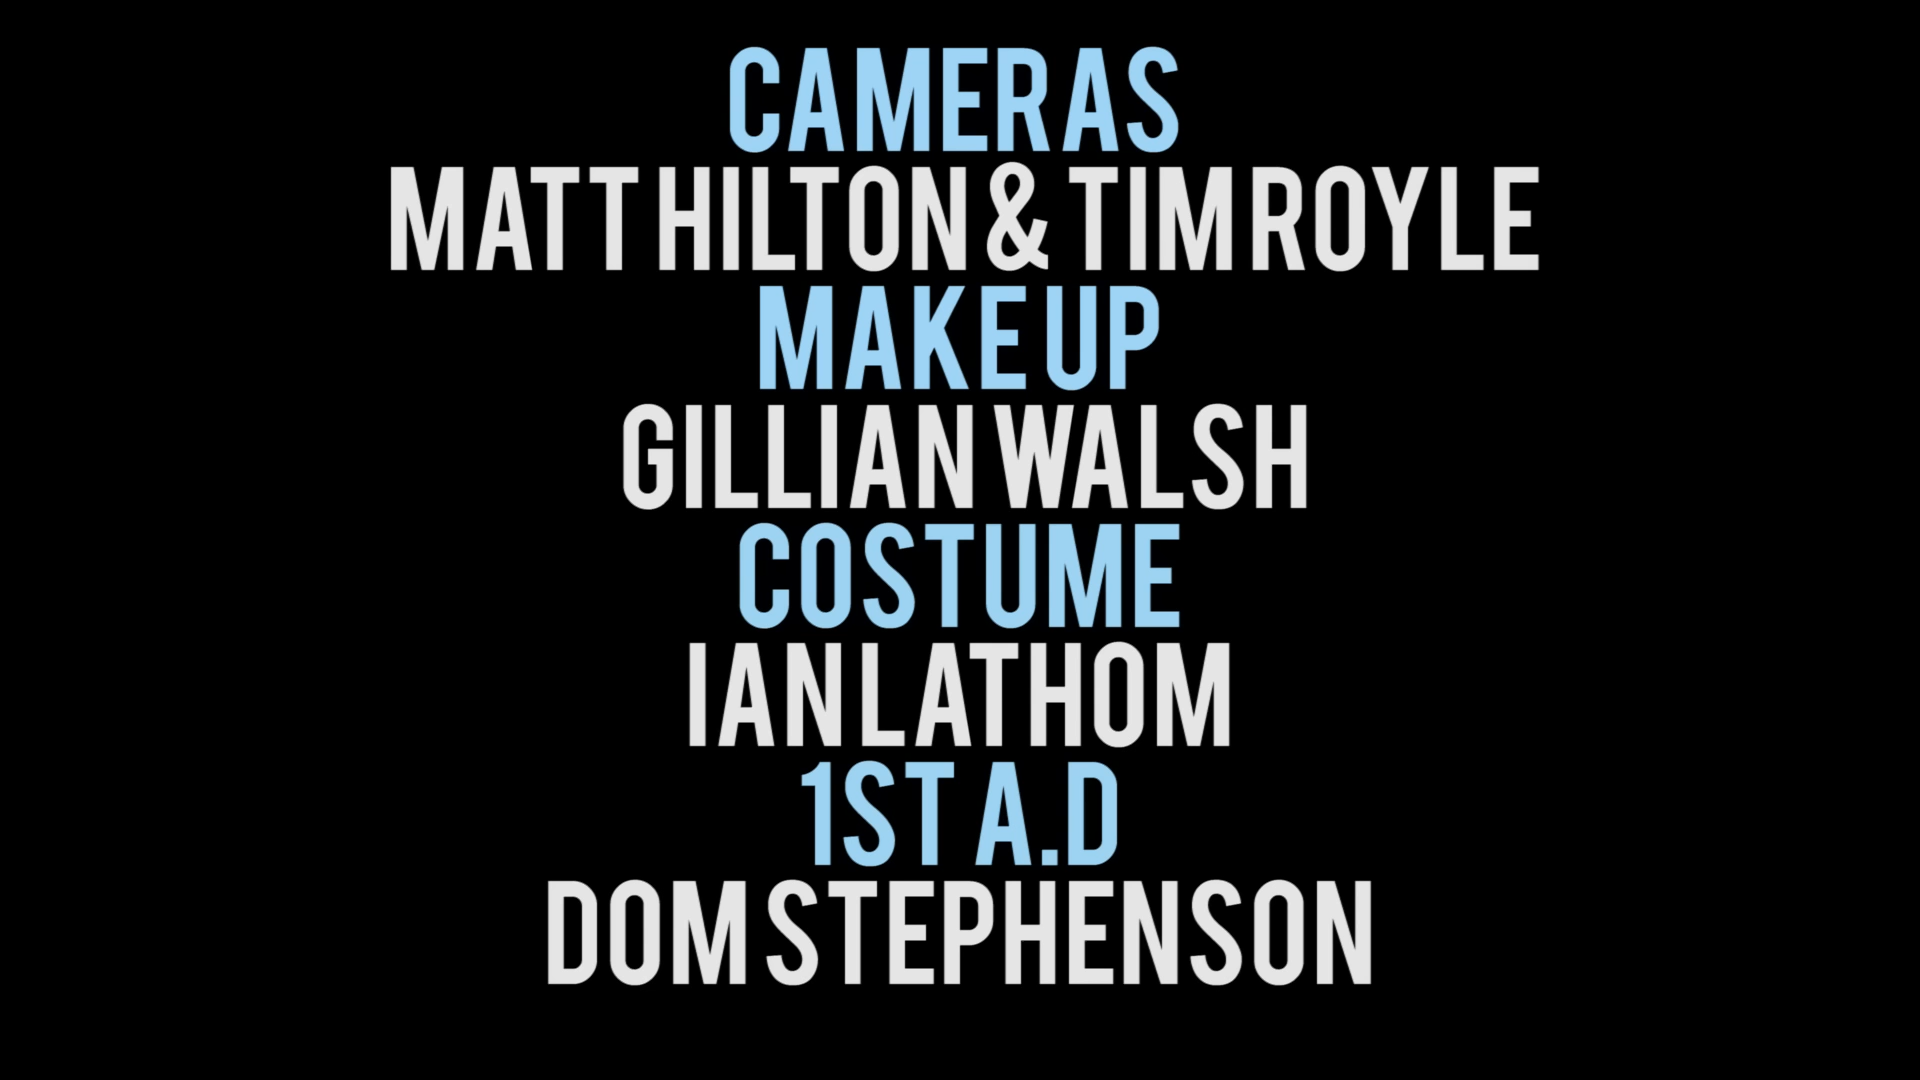 CAMERAS
MATT HILTON & TIM ROYLE
MAKE UP
GILLIAN WALSH
COSTUME
IAN LATHOM
1ST A.D
DOM STEPHENSON